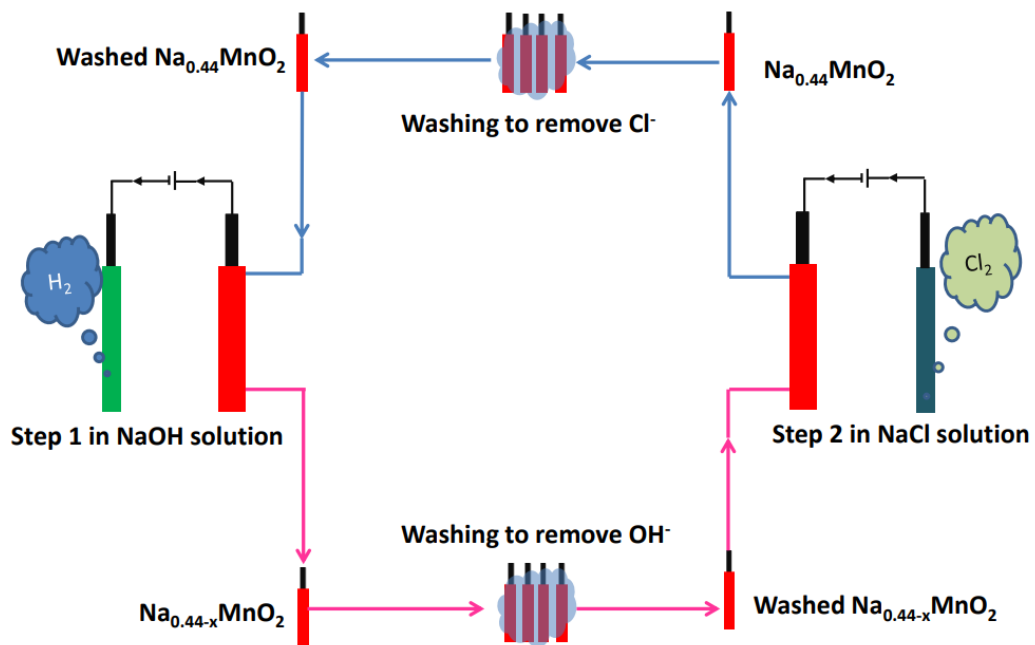 Washed Na₀.₄₄MnO₂
Na₀.₄₄MnO₂
Washing to remove Cl⁻
H₂
Cl₂
Step 1 in NaOH solution
Step 2 in NaCl solution
Washing to remove OH⁻
Na₀.₄₄₋ₓMnO₂
Washed Na₀.₄₄₋ₓMnO₂